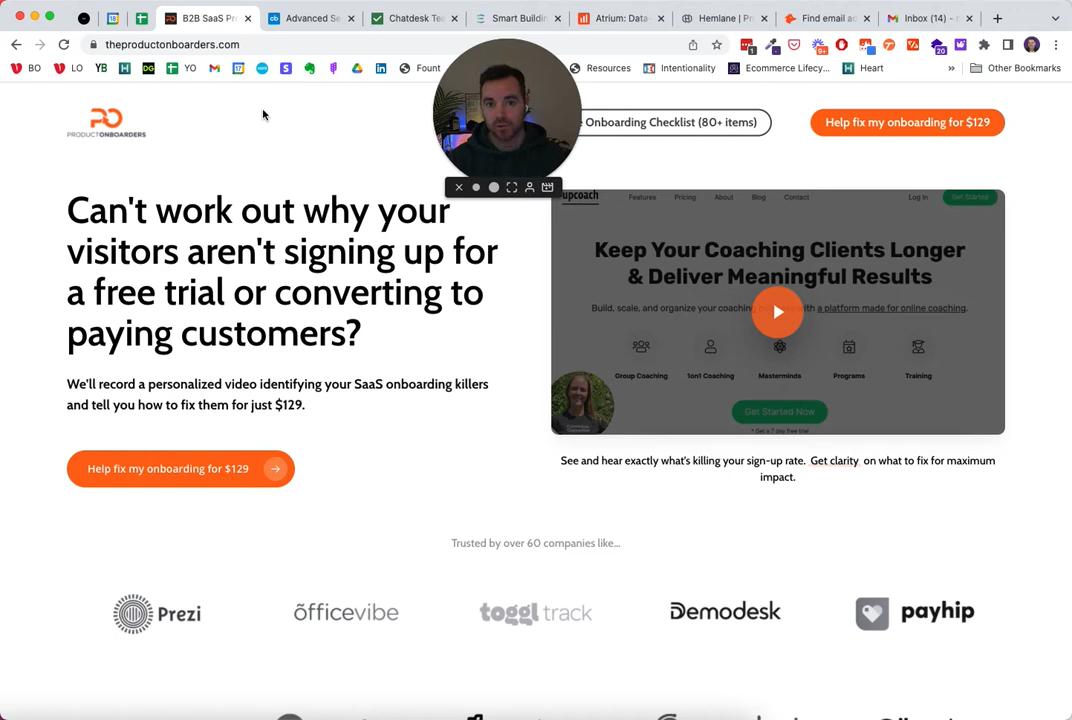 B2B SaaS Pr
Advanced Se
Chatdesk Te
Smart Buildin
Atrium: Data-
Hemlane | Pr
Find email ad
Inbox (14) -
theproductonboarders.com
BO
LO
YO
Fount
Resources
Intentionality
Ecommerce Lifecy...
Heart
Other Bookmarks
PRODUCTONBOARDERS
Onboarding Checklist (80+ items)
Help fix my onboarding for $129
Can't work out why your
visitors aren't signing up for
a free trial or converting to
paying customers?
We'll record a personalized video identifying your SaaS onboarding killers
and tell you how to fix them for just $129.
Help fix my onboarding for $129
upcoach
Features
Pricing
About
Blog
Contact
Log In
Get Started
Keep Your Coaching Clients Longer
& Deliver Meaningful Results
Build, scale, and organize your coaching with a platform made for online coaching.
Group Coaching
1on1 Coaching
Masterminds
Programs
Training
Get Started Now
* Get a 7 day free trial
See and hear exactly what's killing your sign-up rate. Get clarity on what to fix for maximum
impact.
Trusted by over 60 companies like...
Prezi
õfficevibe
toggl track
Demodesk
payhip